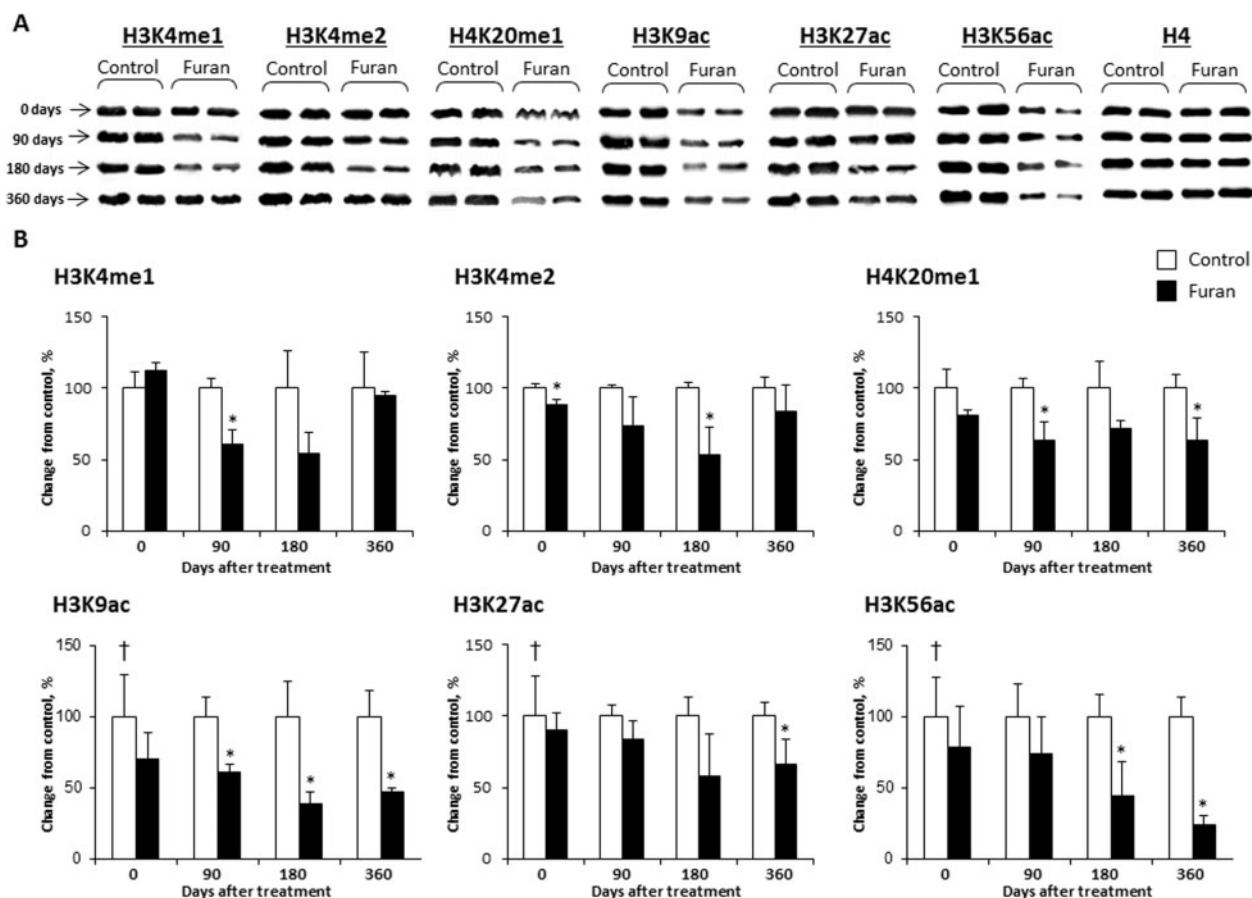 A
H3K4me1 H3K4me2 H4K20me1 H3K9ac H3K27ac H3K56ac H4
Control Furan Control Furan Control Furan Control Furan Control Furan Control Furan Control Furan
0 days
90 days
180 days
360 days
B
Control
Furan
H3K4me1
Change from control, %
150
100
50
0
*
0 90 180 360
Days after treatment
H3K4me2
Change from control, %
150
100
50
0
* *
0 90 180 360
Days after treatment
H4K20me1
Change from control, %
150
100
50
0
* *
0 90 180 360
Days after treatment
H3K9ac
Change from control, %
150
100
50
0
† * * *
0 90 180 360
Days after treatment
H3K27ac
Change from control, %
150
100
50
0
† *
0 90 180 360
Days after treatment
H3K56ac
Change from control, %
150
100
50
0
† * *
0 90 180 360
Days after treatment